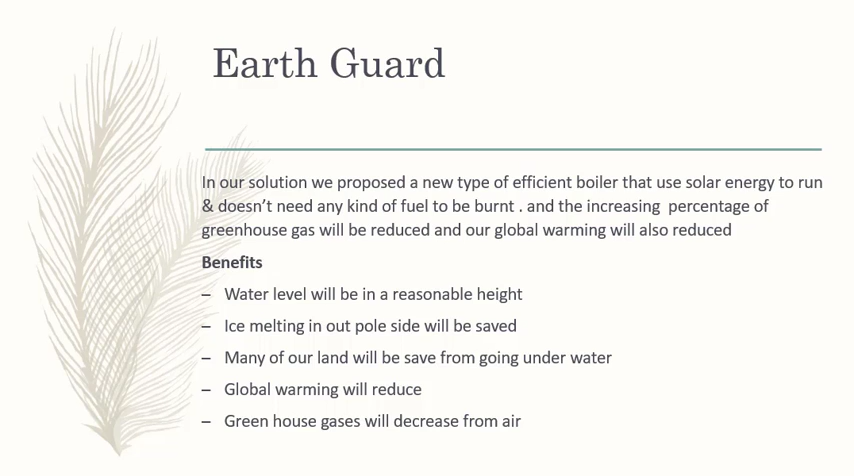 Earth Guard
In our solution we proposed a new type of efficient boiler that use solar energy to run
& doesn’t need any kind of fuel to be burnt . and the increasing  percentage of
greenhouse gas will be reduced and our global warming will also reduced
Benefits
– Water level will be in a reasonable height
– Ice melting in out pole side will be saved
– Many of our land will be save from going under water
– Global warming will reduce
– Green house gases will decrease from air